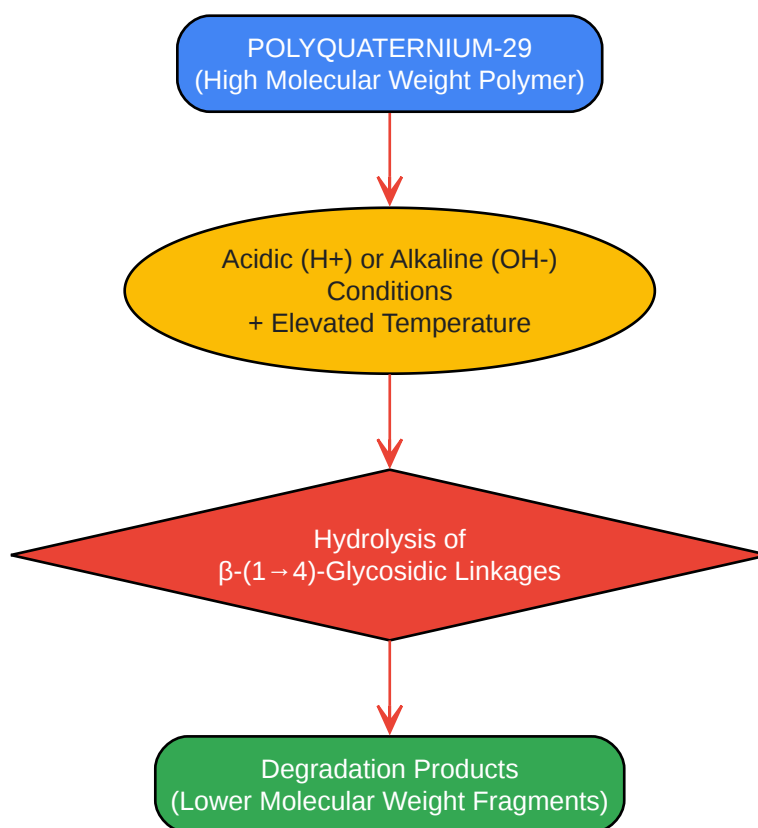 POLYQUATERNIUM-29
(High Molecular Weight Polymer)
Acidic (H+) or Alkaline (OH-)
Conditions
+ Elevated Temperature
Hydrolysis of
β-(1→4)-Glycosidic Linkages
Degradation Products
(Lower Molecular Weight Fragments)